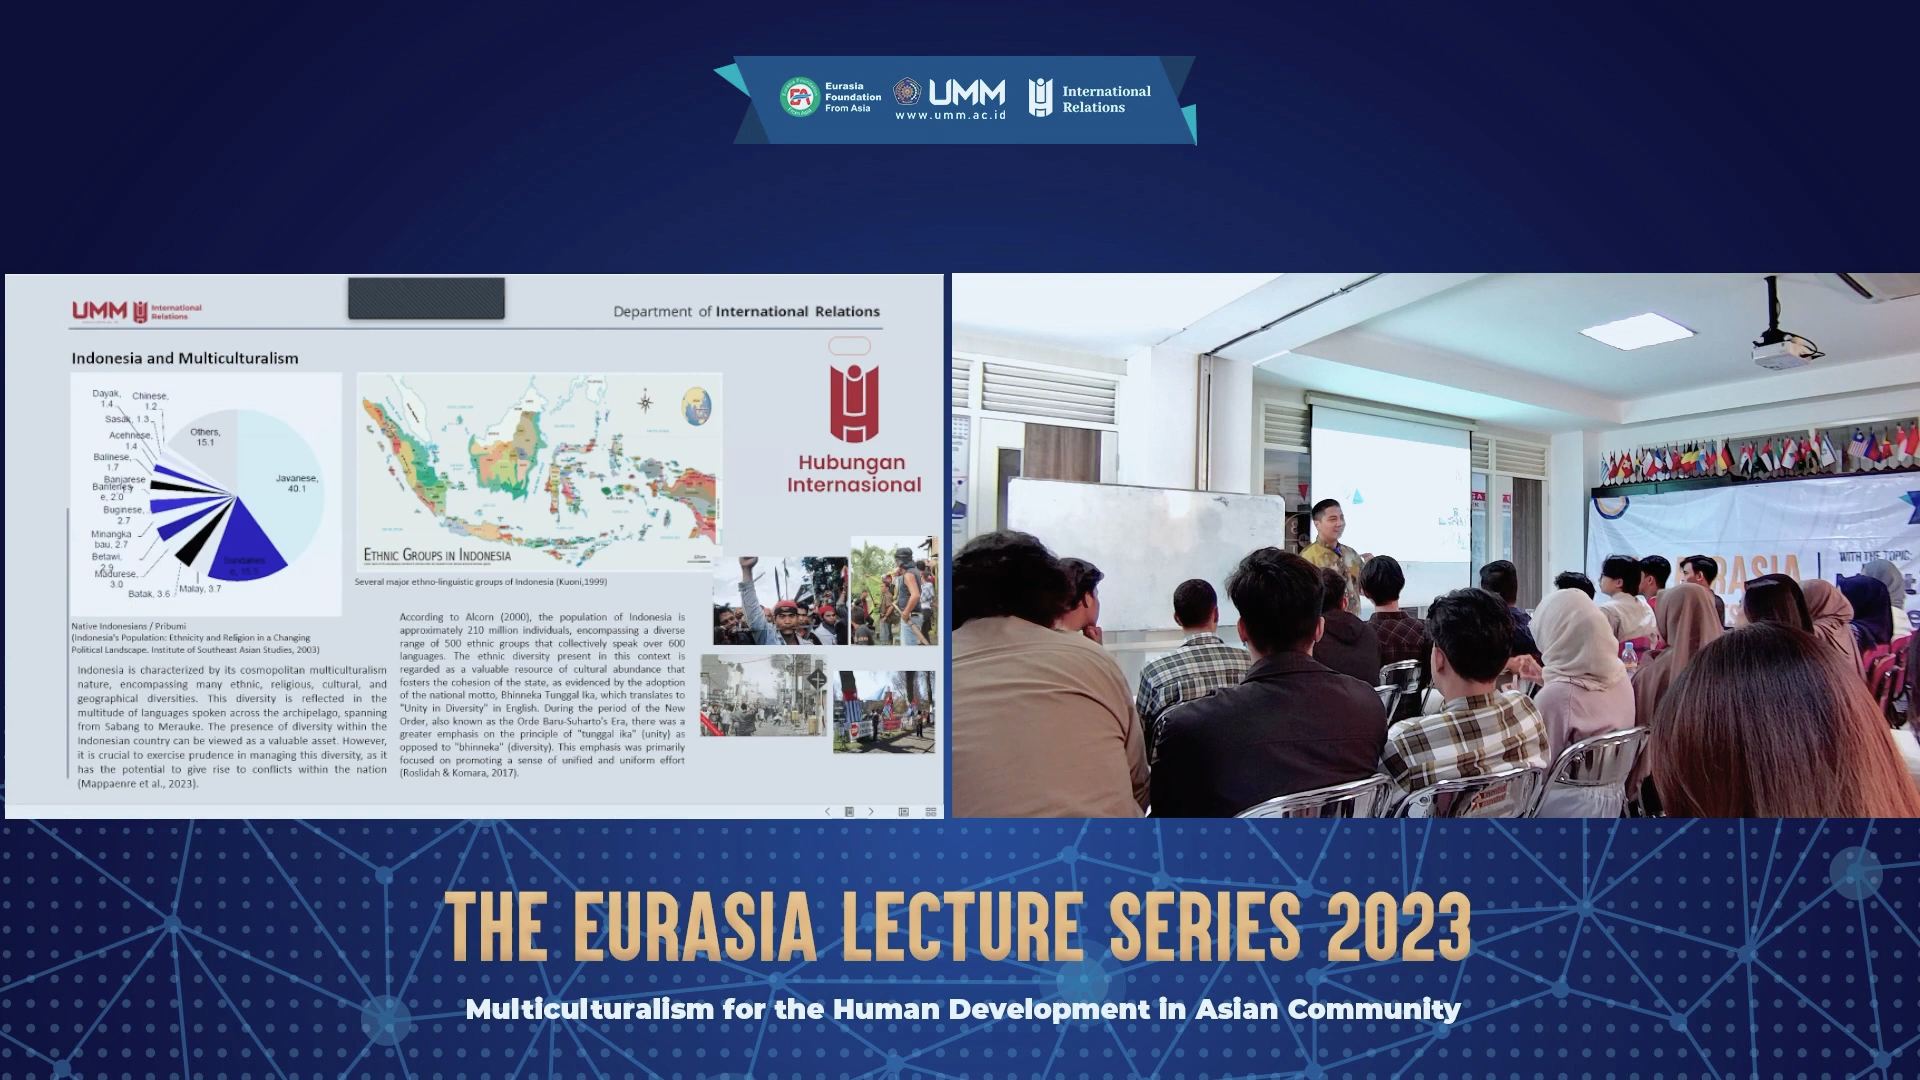 Eurasia
Foundation
From Asia
UMM
www.umm.ac.id
International
Relations
UMM
International
Relations
Department of International Relations
Indonesia and Multiculturalism
Dayak,
1.4
Chinese,
1.2
Sasak, 1.3
Acehnese,
1.4
Balinese,
1.7
Banjarese
Bantenes
e, 2.0
Buginese,
2.7
Minangka
bau, 2.7
Betawi,
2.9
Madurese,
3.0
Batak, 3.6
Malay, 3.7
Others,
15.1
Javanese,
40.1
Native Indonesians / Pribumi
(Indonesia's Population: Ethnicity and Religion in a Changing
Political Landscape. Institute of Southeast Asian Studies, 2003)
Indonesia is characterized by its cosmopolitan multiculturalism
nature, encompassing many ethnic, religious, cultural, and
geographical diversities. This diversity is reflected in the
multitude of languages spoken across the archipelago, spanning
from Sabang to Merauke. The presence of diversity within the
Indonesian country can be viewed as a valuable asset. However,
it is crucial to exercise prudence in managing this diversity, as it
has the potential to give rise to conflicts within the nation
(Mappaenre et al., 2023).
ETHNIC GROUPS IN INDONESIA
Several major ethno-linguistic groups of Indonesia (Kuoni,1999)
According to Alcorn (2000), the population of Indonesia is
approximately 210 million individuals, encompassing a diverse
range of 500 ethnic groups that collectively speak over 600
languages. The ethnic diversity present in this context is
regarded as a valuable resource of cultural abundance that
fosters the cohesion of the state, as evidenced by the adoption
of the national motto, Bhinneka Tunggal Ika, which translates to
"Unity in Diversity" in English. During the period of the New
Order, also known as the Orde Baru-Suharto's Era, there was a
greater emphasis on the principle of "tunggal ika" (unity) as
opposed to "bhinneka" (diversity). This emphasis was primarily
focused on promoting a sense of unified and uniform effort
(Roslidah & Komara, 2017).
Hubungan
Internasional
WITH THE TOPIC:
THE EURASIA LECTURE SERIES 2023
Multiculturalism for the Human Development in Asian Community